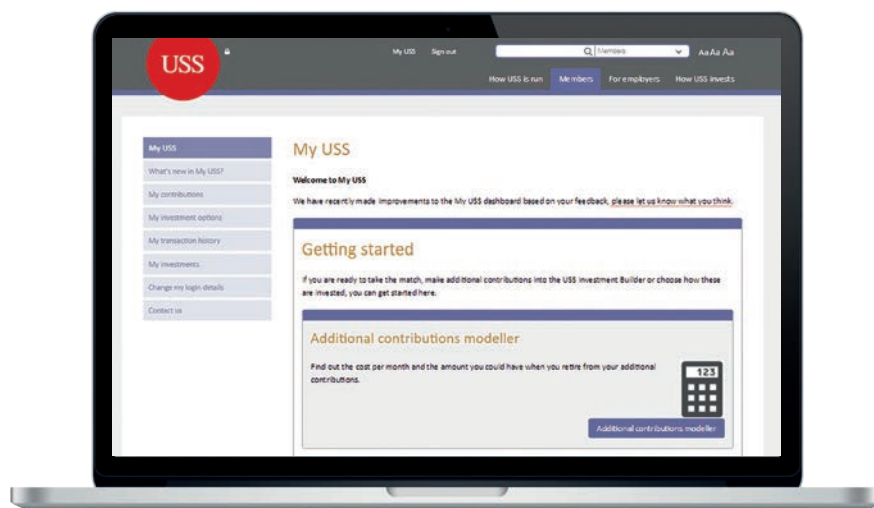 USS
My USS Sign out Members Aa Aa Aa
How USS is run Members For employers How USS invests
My USS
What's new in My USS?
My contributions
My investment options
My transaction history
My investments
Change my login details
Contact us
My USS
Welcome to My USS
We have recently made improvements to the My USS dashboard based on your feedback, please let us know what you think.
Getting started
If you are ready to take the match, make additional contributions into the USS Investment Builder or choose how these
are invested, you can get started here.
Additional contributions modeller
Find out the cost per month and the amount you could have when you retire from your additional
contributions.
123
Additional contributions modeller